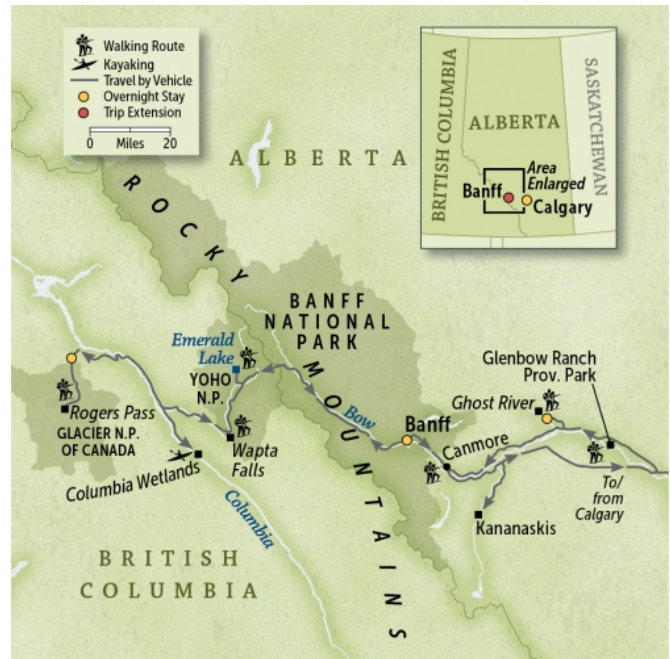 Walking Route
Kayaking
Travel by Vehicle
Overnight Stay
Trip Extension
0 20
Miles
BRITISH COLUMBIA
ALBERTA
SASKATCHEWAN
Area
Enlarged
Banff
Calgary
ALBERTA
ROCKY
MOUNTAINS
BANFF
NATIONAL
PARK
Emerald
Lake
YOHO
N.P.
Bow
Banff
Canmore
Glenbow Ranch
Prov. Park
Ghost River
Rogers Pass
GLACIER N.P.
OF CANADA
Wapta
Falls
Columbia Wetlands
Columbia
To/
from
Calgary
Kananaskis
BRITISH
COLUMBIA